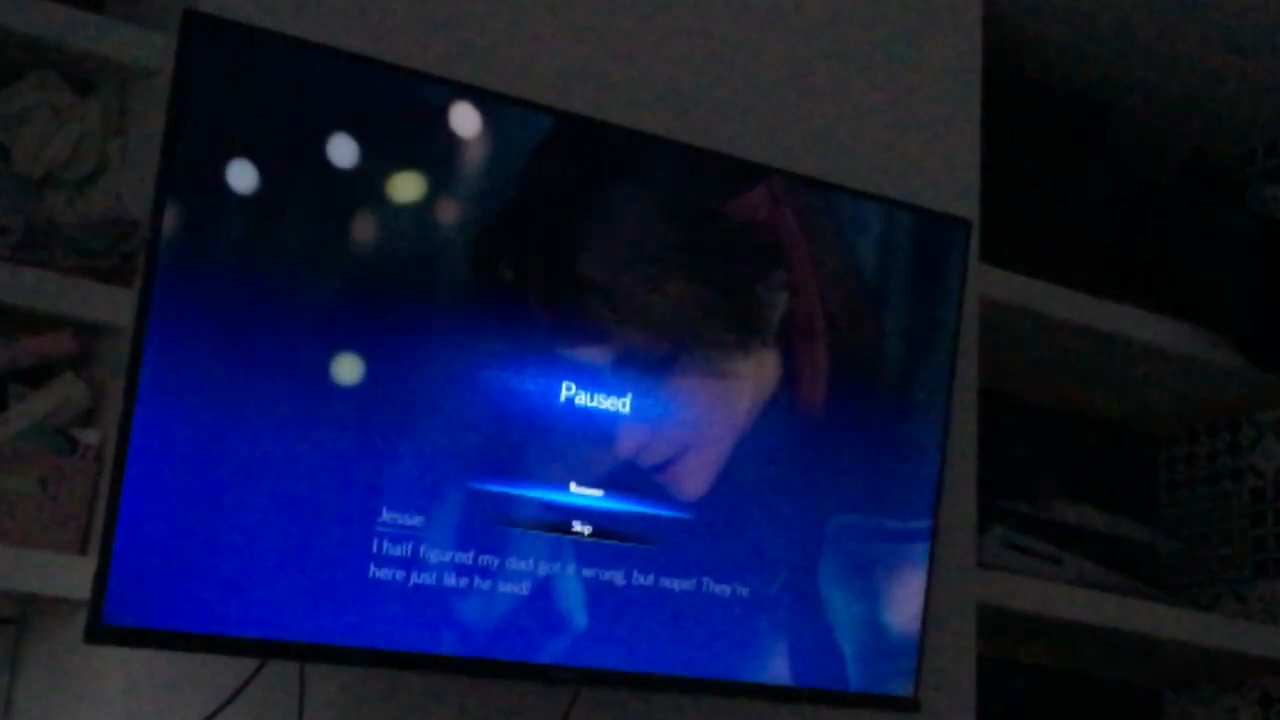 Paused
Resume
Skip
Jessie
I half figured my dad got it wrong, but nope! They're
here just like he said!